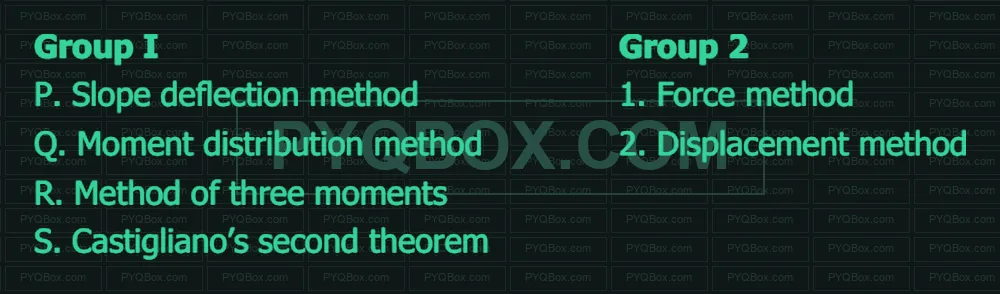 Group I
P. Slope deflection method
Q. Moment distribution method
R. Method of three moments
S. Castigliano’s second theorem
Group 2
1. Force method
2. Displacement method
PYQBOX.COM